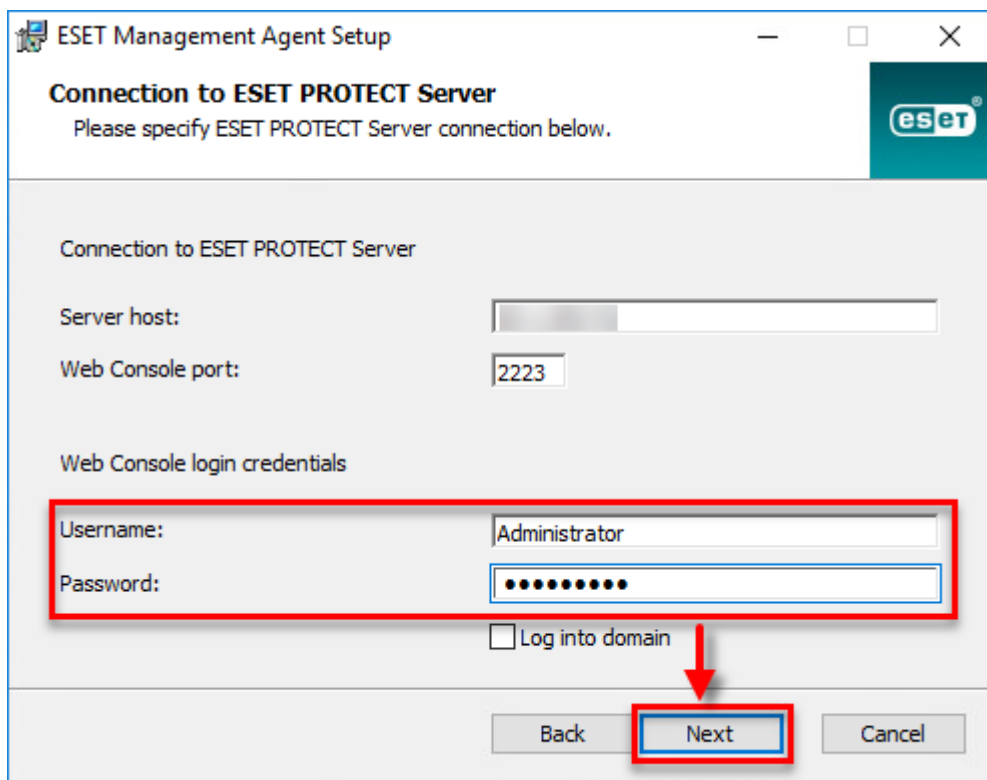 ESET Management Agent Setup
Connection to ESET PROTECT Server
Please specify ESET PROTECT Server connection below.
eset®
Connection to ESET PROTECT Server
Server host:
Web Console port: 2223
Web Console login credentials
Username: Administrator
Password: •••••••••
Log into domain
Back Next Cancel